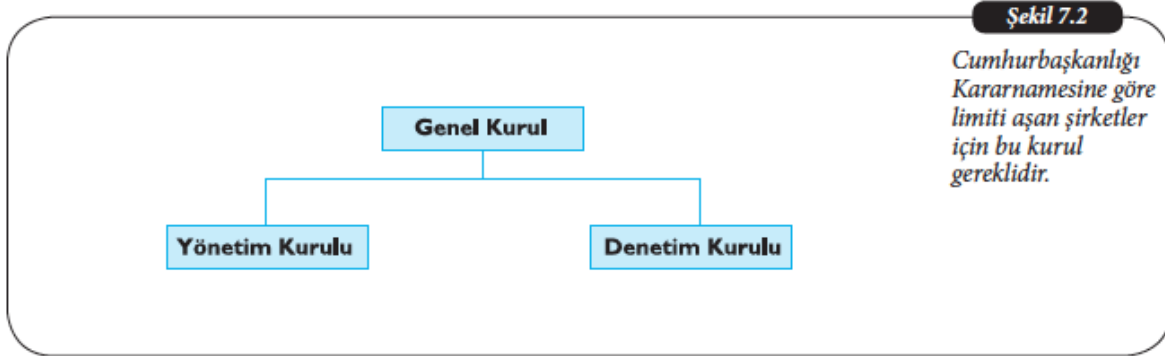 Şekil 7.2
Cumhurbaşkanlığı
Kararnamesine göre
limiti aşan şirketler
için bu kurul
gereklidir.
Genel Kurul
Yönetim Kurulu
Denetim Kurulu